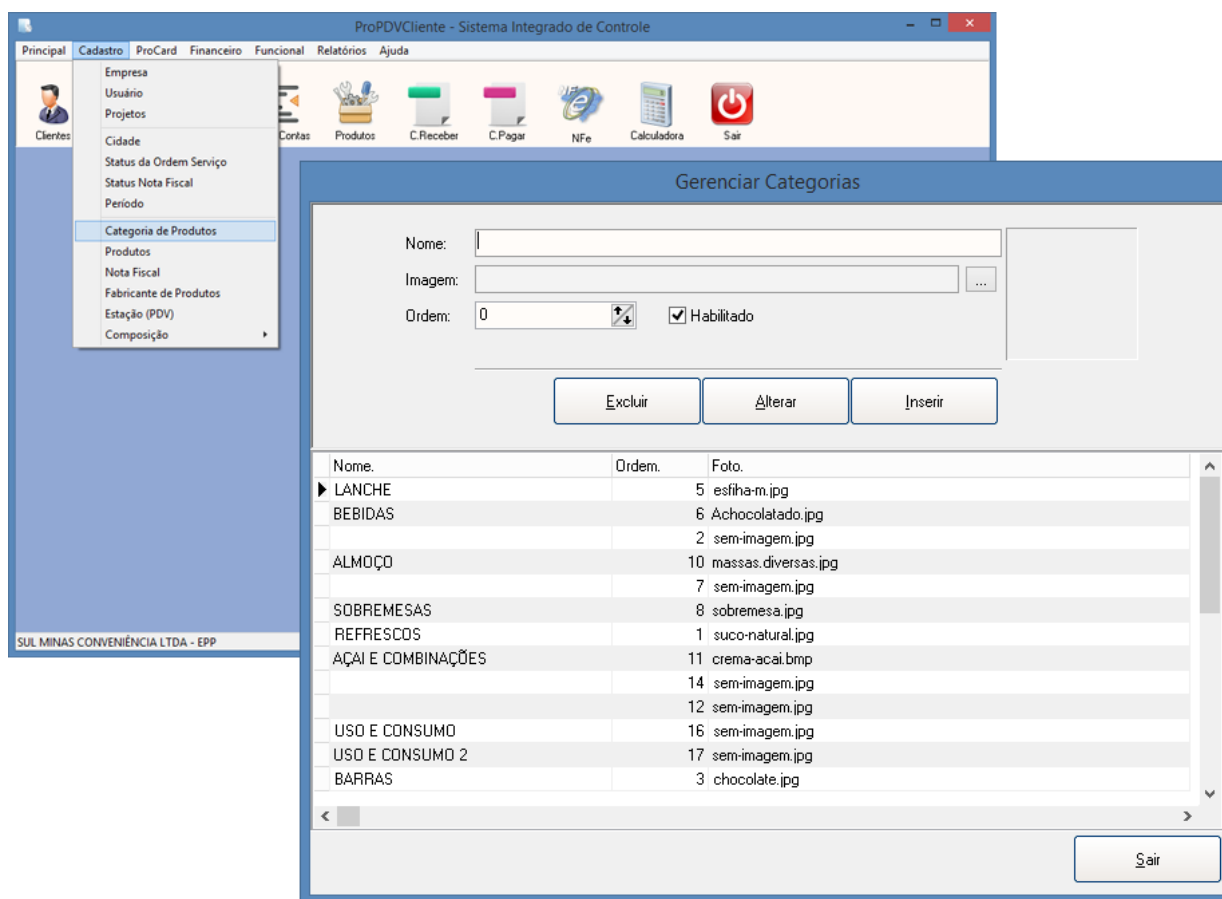 ProPDVCliente - Sistema Integrado de Controle
Principal Cadastro ProCard Financeiro Funcional Relatórios Ajuda
Empresa
Usuário
Projetos
Cidade
Status da Ordem Serviço
Status Nota Fiscal
Período
Categoria de Produtos
Produtos
Nota Fiscal
Fabricante de Produtos
Estação (PDV)
Composição
Clientes Contas Produtos C.Receber C.Pagar NFe Calculadora Sair
SUL MINAS CONVENIÊNCIA LTDA - EPP
Gerenciar Categorias
Nome:
Imagem: ...
Ordem: 0 Habilitado
Excluir Alterar Inserir
Nome. Ordem. Foto.
LANCHE 5 esfiha-m.jpg
BEBIDAS 6 Achocolatado.jpg
2 sem-imagem.jpg
ALMOÇO 10 massas.diversas.jpg
7 sem-imagem.jpg
SOBREMESAS 8 sobremesa.jpg
REFRESCOS 1 suco-natural.jpg
AÇAI E COMBINAÇÕES 11 crema-acai.bmp
14 sem-imagem.jpg
12 sem-imagem.jpg
USO E CONSUMO 16 sem-imagem.jpg
USO E CONSUMO 2 17 sem-imagem.jpg
BARRAS 3 chocolate.jpg
Sair